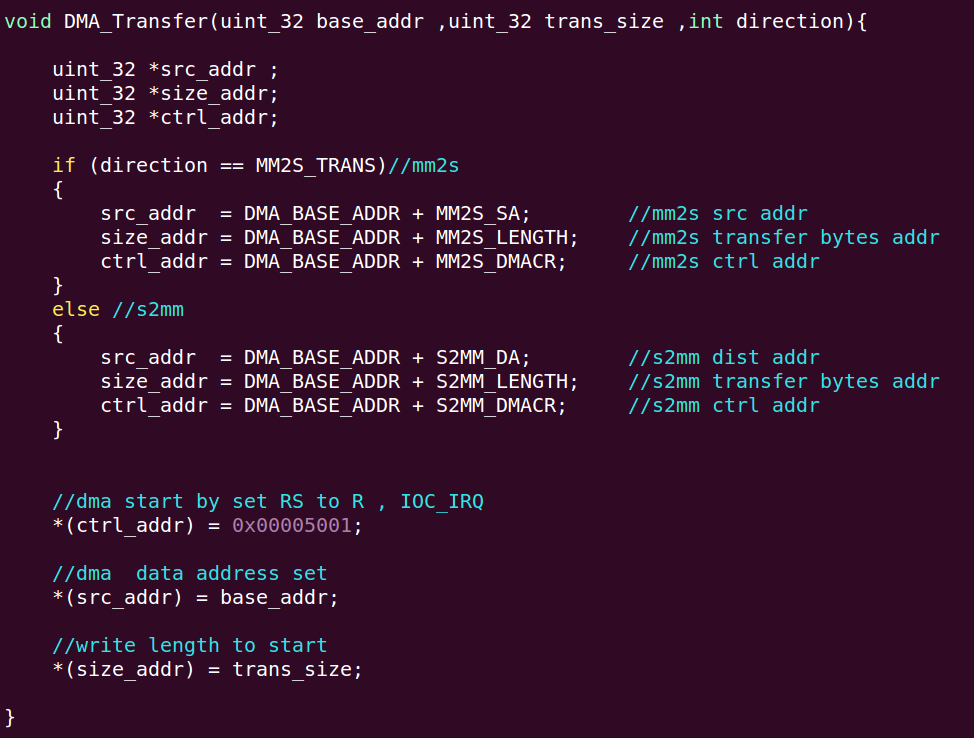 void DMA_Transfer(uint_32 base_addr ,uint_32 trans_size ,int direction){
    uint_32 *src_addr ;
    uint_32 *size_addr;
    uint_32 *ctrl_addr;
    if (direction == MM2S_TRANS)//mm2s
    {
        src_addr  = DMA_BASE_ADDR + MM2S_SA;        //mm2s src addr
        size_addr = DMA_BASE_ADDR + MM2S_LENGTH;    //mm2s transfer bytes addr
        ctrl_addr = DMA_BASE_ADDR + MM2S_DMACR;     //mm2s ctrl addr
    }
    else //s2mm
    {
        src_addr  = DMA_BASE_ADDR + S2MM_DA;        //s2mm dist addr
        size_addr = DMA_BASE_ADDR + S2MM_LENGTH;    //s2mm transfer bytes addr
        ctrl_addr = DMA_BASE_ADDR + S2MM_DMACR;     //s2mm ctrl addr
    }
    //dma start by set RS to R , IOC_IRQ
    *(ctrl_addr) = 0x00005001;
    //dma  data address set
    *(src_addr) = base_addr;
    //write length to start
    *(size_addr) = trans_size;
}